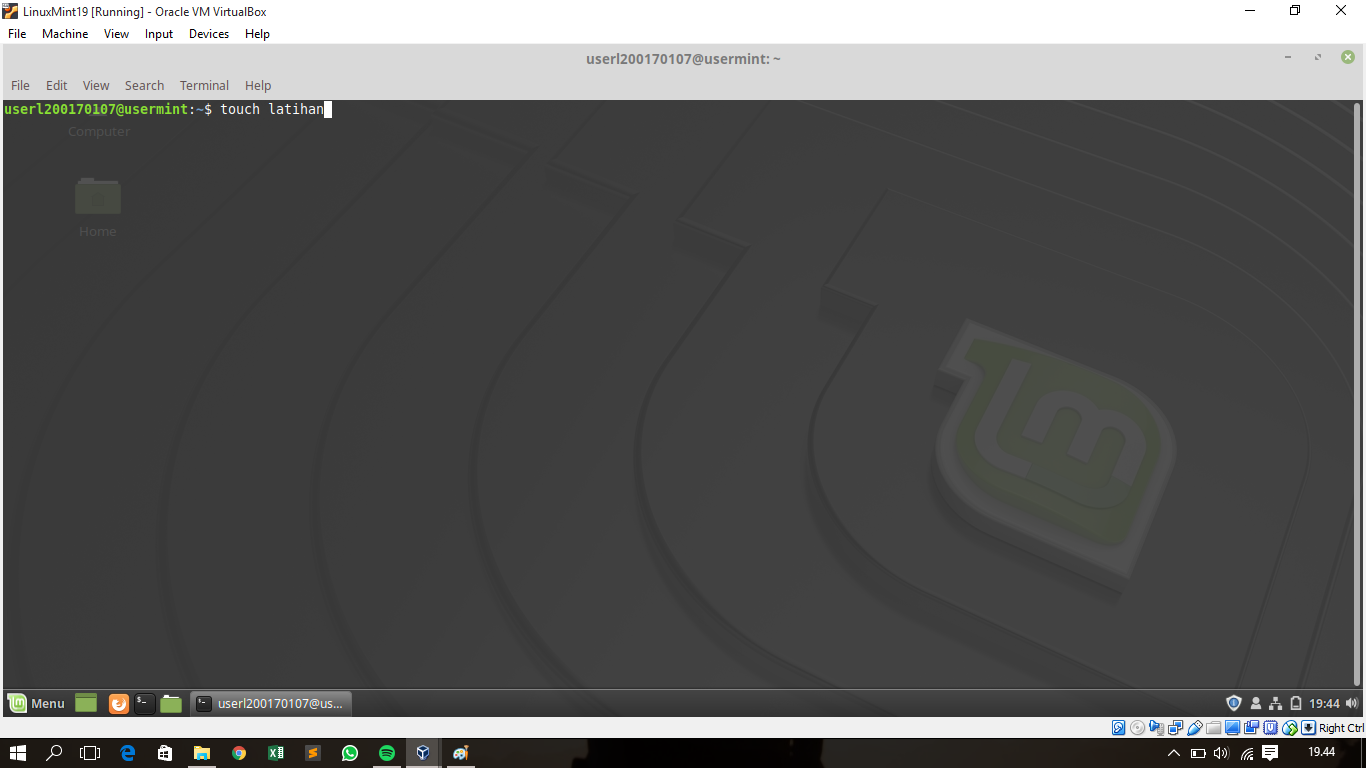 LinuxMint19 [Running] - Oracle VM VirtualBox
File Machine View Input Devices Help
userl200170107@usermint: ~
File Edit View Search Terminal Help
userl200170107@usermint:~$ touch latihan
Computer
Home
Menu
userl200170107@us...
19:44
Right Ctrl
19.44